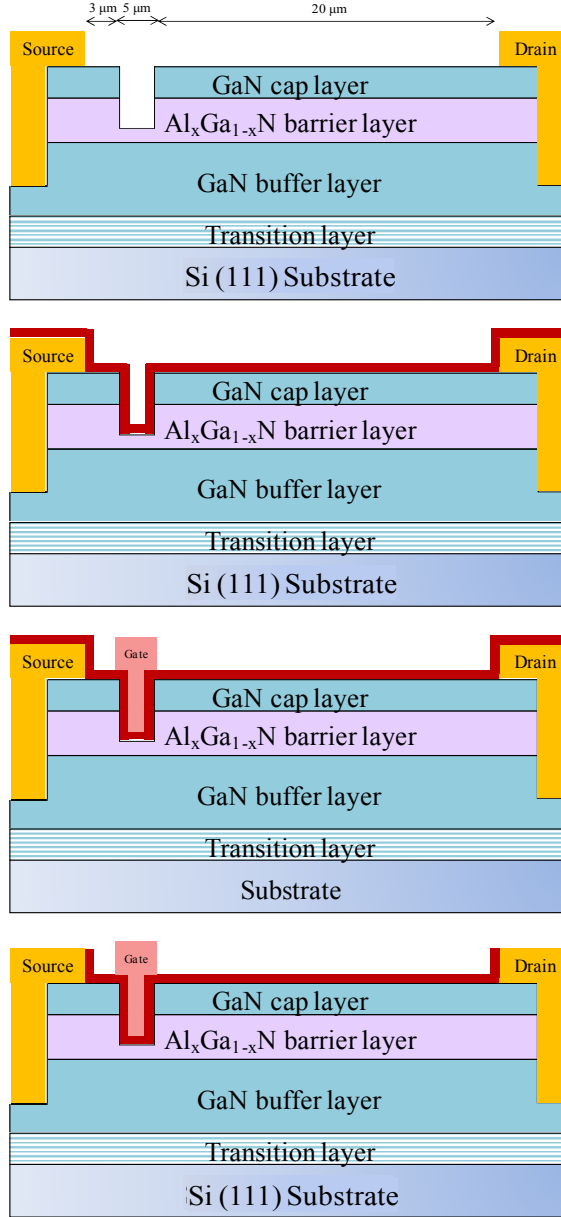 3 μm 5 μm 20 μm
Source Drain
GaN cap layer
AlxGa1-xN barrier layer
GaN buffer layer
Transition layer
Si (111) Substrate
Source Drain
GaN cap layer
AlxGa1-xN barrier layer
GaN buffer layer
Transition layer
Si (111) Substrate
Source Gate Drain
GaN cap layer
AlxGa1-xN barrier layer
GaN buffer layer
Transition layer
Substrate
Source Gate Drain
GaN cap layer
AlxGa1-xN barrier layer
GaN buffer layer
Transition layer
Si (111) Substrate